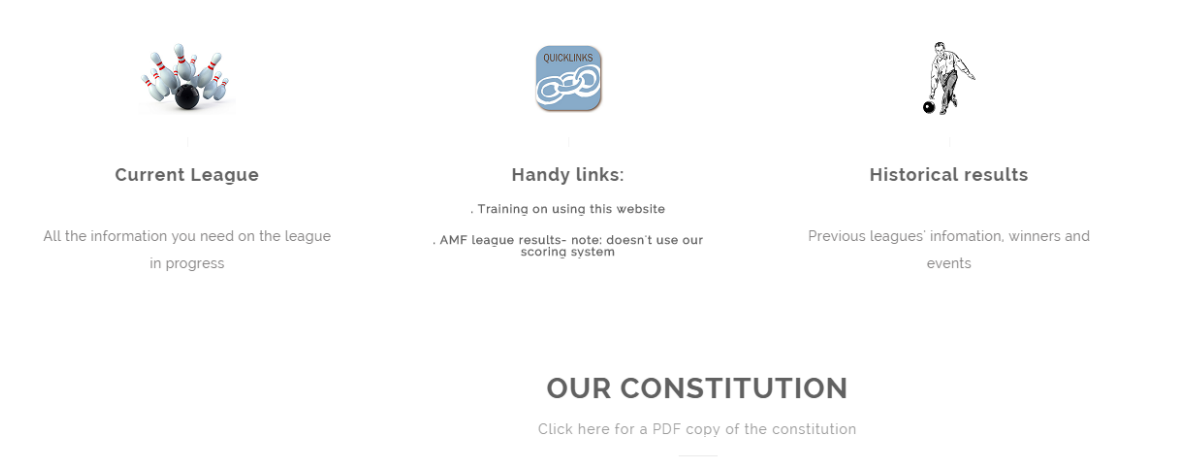 QUICKLINKS
Current League
All the information you need on the league
in progress
Handy links:
. Training on using this website
. AMF league results- note: doesn't use our
scoring system
Historical results
Previous leagues' infomation, winners and
events
OUR CONSTITUTION
Click here for a PDF copy of the constitution